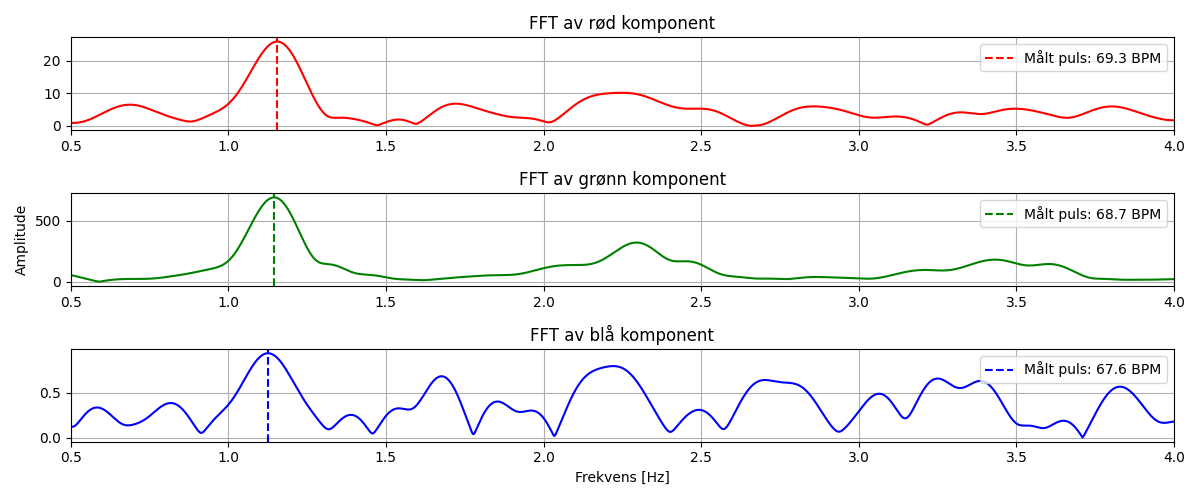 FFT av rød komponent
20
10
0
Målt puls: 69.3 BPM
0.5 1.0 1.5 2.0 2.5 3.0 3.5 4.0
FFT av grønn komponent
Amplitude
500
0
Målt puls: 68.7 BPM
0.5 1.0 1.5 2.0 2.5 3.0 3.5 4.0
FFT av blå komponent
0.5
0.0
Målt puls: 67.6 BPM
0.5 1.0 1.5 2.0 2.5 3.0 3.5 4.0
Frekvens [Hz]